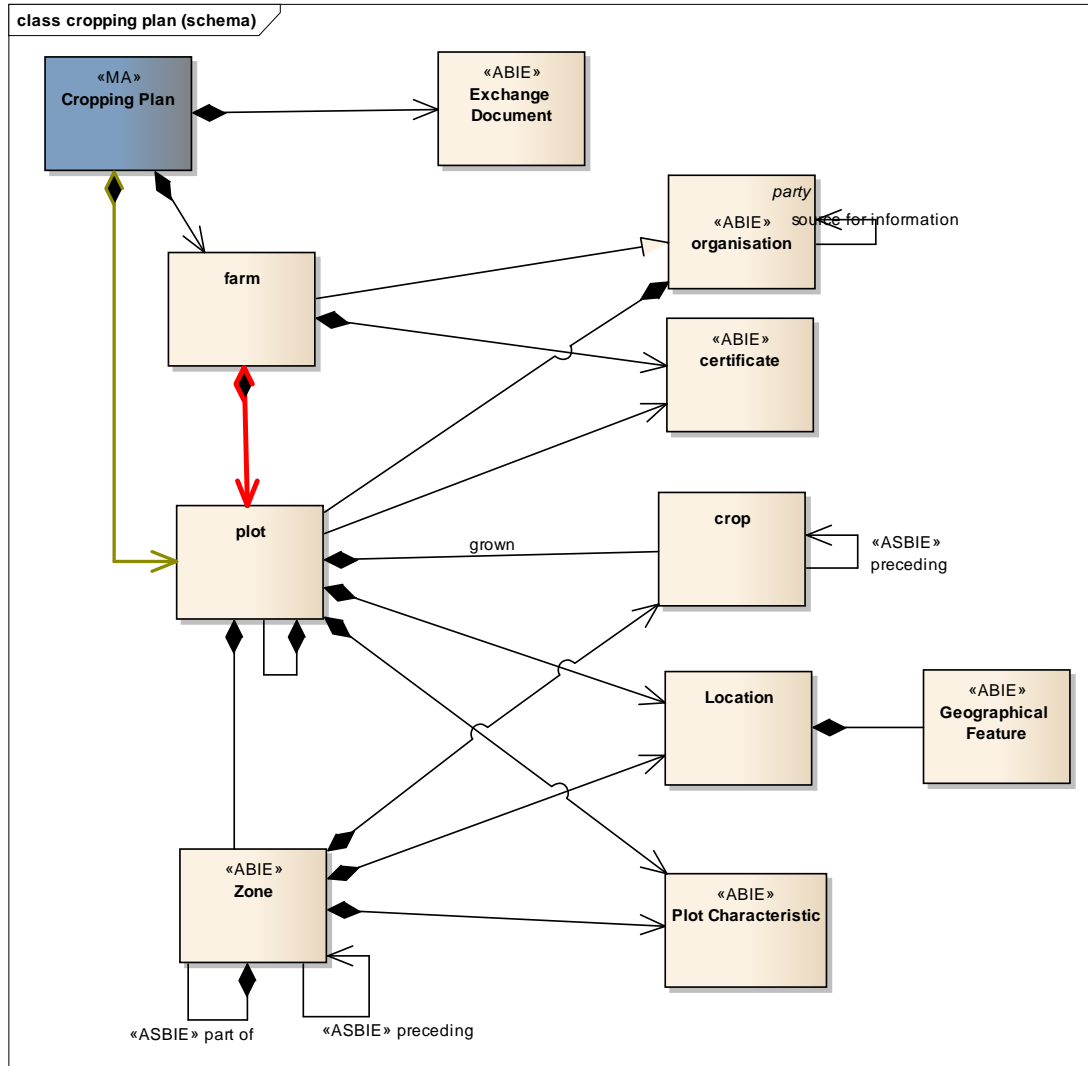 class cropping plan (schema)
«MA»
Cropping Plan
«ABIE»
Exchange
Document
party
«ABIE»
organisation
source for information
farm
«ABIE»
certificate
plot
grown
crop
«ASBIE»
preceding
Location
«ABIE»
Geographical
Feature
«ABIE»
Zone
«ABIE»
Plot Characteristic
«ASBIE» part of
«ASBIE» preceding